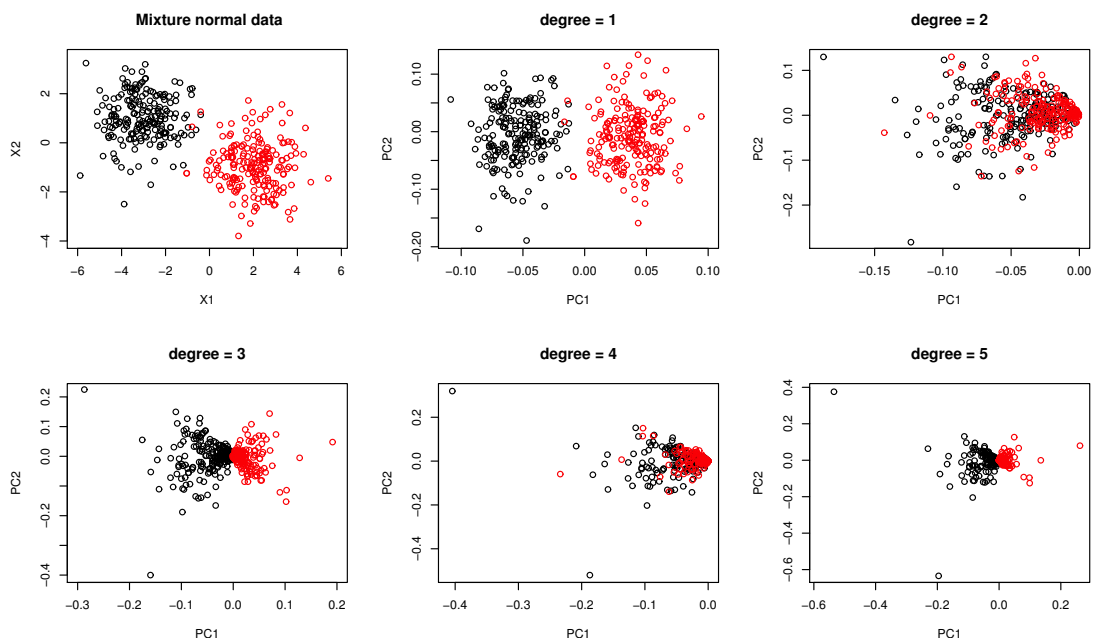 Mixture normal data
X2
2
0
−2
−4
−6 −4 −2 0 2 4 6
X1
degree = 1
PC2
0.10
0.00
−0.10
−0.20
−0.10 −0.05 0.00 0.05 0.10
PC1
degree = 2
PC2
0.1
0.0
−0.1
−0.2
−0.15 −0.10 −0.05 0.00
PC1
degree = 3
PC2
0.2
0.1
0.0
−0.2
−0.4
−0.3 −0.2 −0.1 0.0 0.1 0.2
PC1
degree = 4
PC2
0.2
0.0
−0.2
−0.4
−0.4 −0.3 −0.2 −0.1 0.0
PC1
degree = 5
PC2
0.4
0.2
0.0
−0.2
−0.4
−0.6
−0.6 −0.4 −0.2 0.0 0.2
PC1